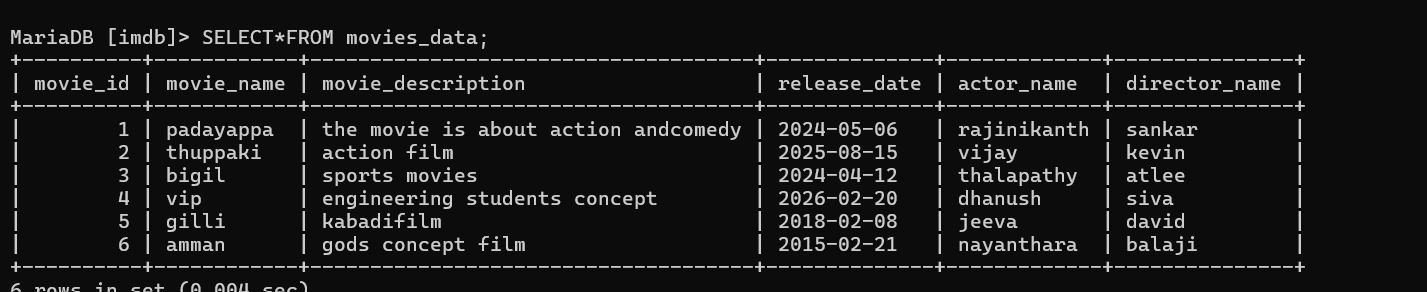 MariaDB [imdb]> SELECT*FROM movies_data;
+----------+------------+-------------------------------------+--------------+-------------+---------------+
| movie_id | movie_name | movie_description                   | release_date | actor_name  | director_name |
+----------+------------+-------------------------------------+--------------+-------------+---------------+
|        1 | padayappa  | the movie is about action andcomedy | 2024-05-06   | rajinikanth | sankar        |
|        2 | thuppaki   | action film                         | 2025-08-15   | vijay       | kevin         |
|        3 | bigil      | sports movies                       | 2024-04-12   | thalapathy  | atlee         |
|        4 | vip        | engineering students concept        | 2026-02-20   | dhanush     | siva          |
|        5 | gilli      | kabadifilm                          | 2018-02-08   | jeeva       | david         |
|        6 | amman      | gods concept film                   | 2015-02-21   | nayanthara  | balaji        |
+----------+------------+-------------------------------------+--------------+-------------+---------------+
6 rows in set (0.004 sec)